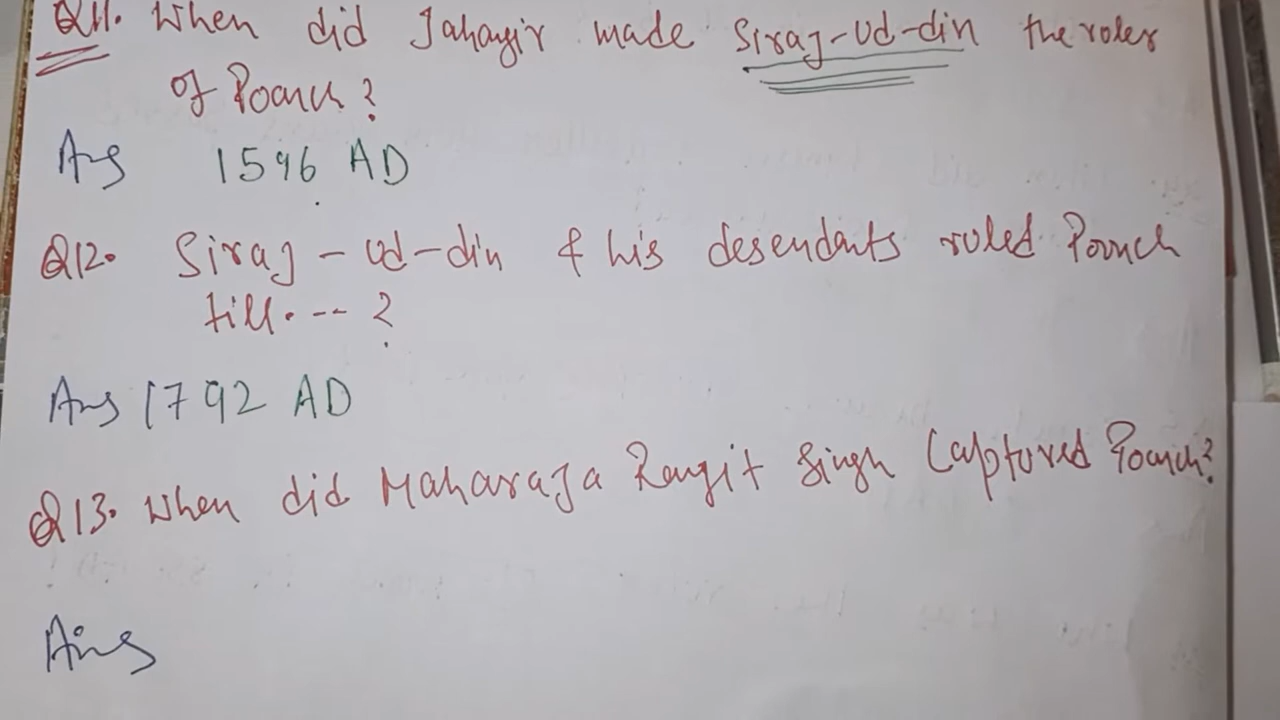 Q11. When did Jahangir made Siraj-Ud-din the ruler
of Poonch?
Ans 1596 AD
Q12. Siraj-Ud-din & his desendants ruled Poonch
till. -- ?
Ans 1792 AD
Q13. When did Maharaja Ranjit Singh Captured Poonch?
Ans